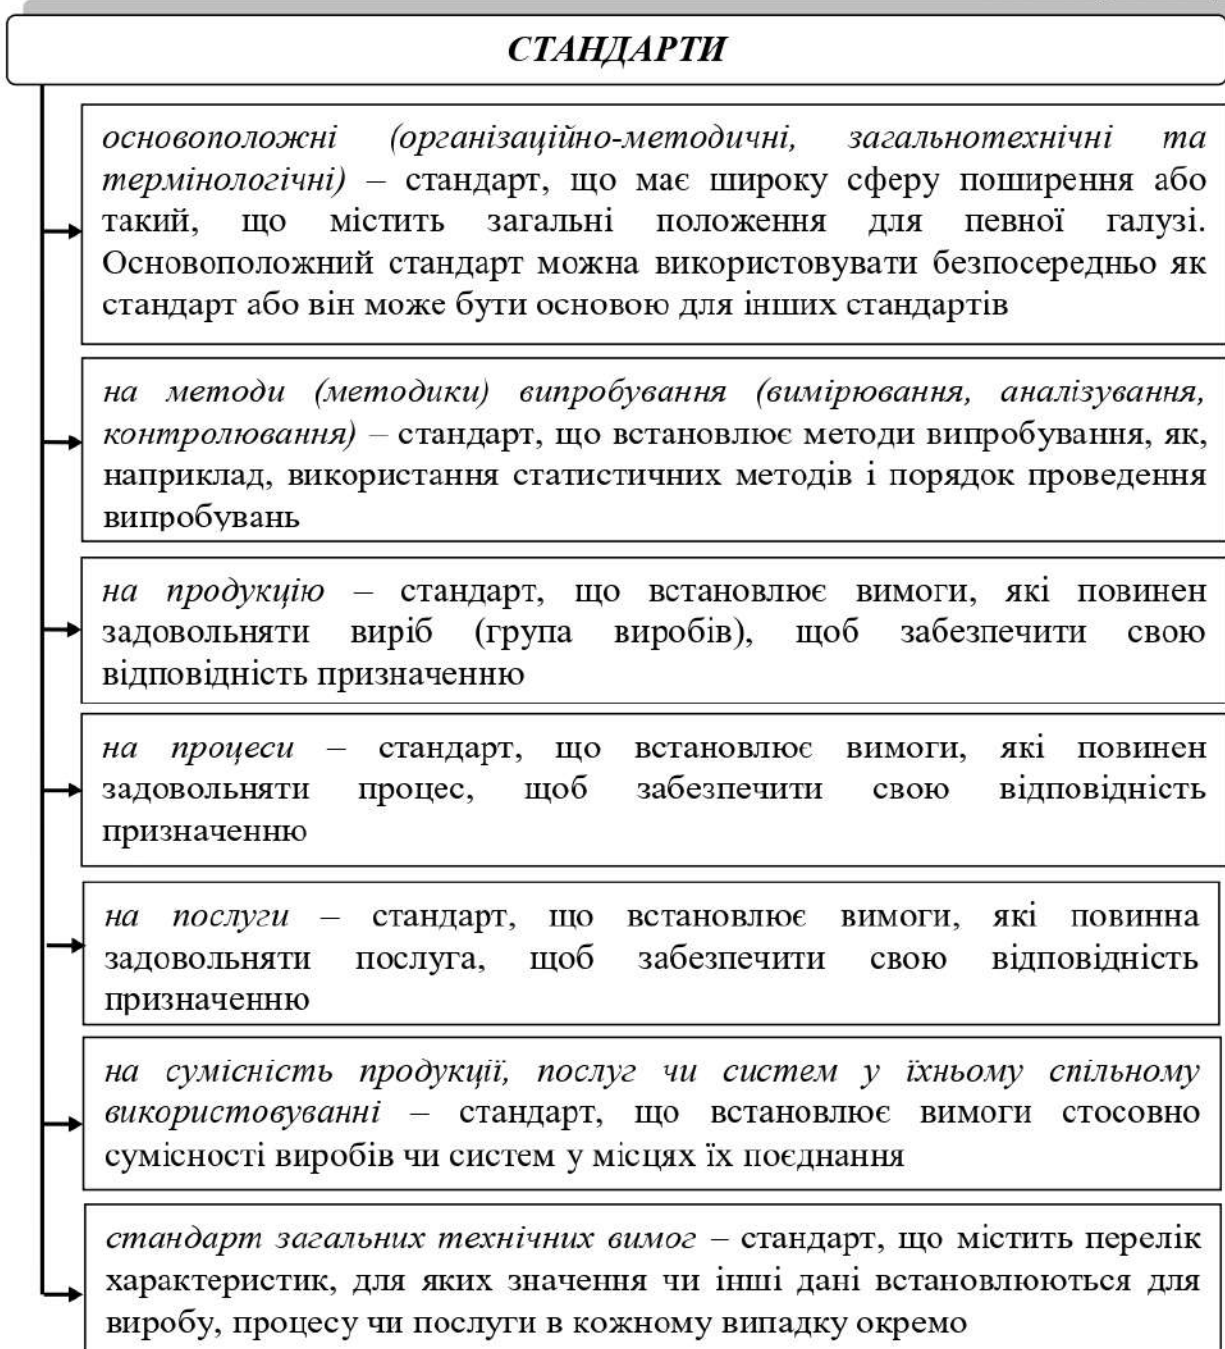 СТАНДАРТИ
основоположні (організаційно-методичні, загальнотехнічні та
термінологічні) – стандарт, що має широку сферу поширення або
такий, що містить загальні положення для певної галузі.
Основоположний стандарт можна використовувати безпосередньо як
стандарт або він може бути основою для інших стандартів
на методи (методики) випробування (вимірювання, аналізування,
контролювання) – стандарт, що встановлює методи випробування, як,
наприклад, використання статистичних методів і порядок проведення
випробувань
на продукцію – стандарт, що встановлює вимоги, які повинен
задовольняти виріб (група виробів), щоб забезпечити свою
відповідність призначенню
на процеси – стандарт, що встановлює вимоги, які повинен
задовольняти процес, щоб забезпечити свою відповідність
призначенню
на послуги – стандарт, що встановлює вимоги, які повинна
задовольняти послуга, щоб забезпечити свою відповідність
призначенню
на сумісність продукції, послуг чи систем у їхньому спільному
використовуванні – стандарт, що встановлює вимоги стосовно
сумісності виробів чи систем у місцях їх поєднання
стандарт загальних технічних вимог – стандарт, що містить перелік
характеристик, для яких значення чи інші дані встановлюються для
виробу, процесу чи послуги в кожному випадку окремо